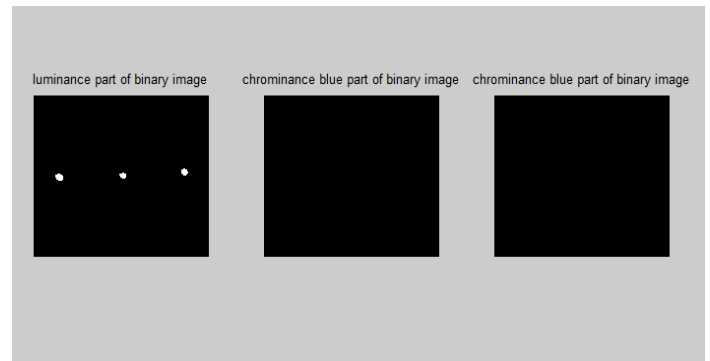 luminance part of binary image
chrominance blue part of binary image
chrominance blue part of binary image